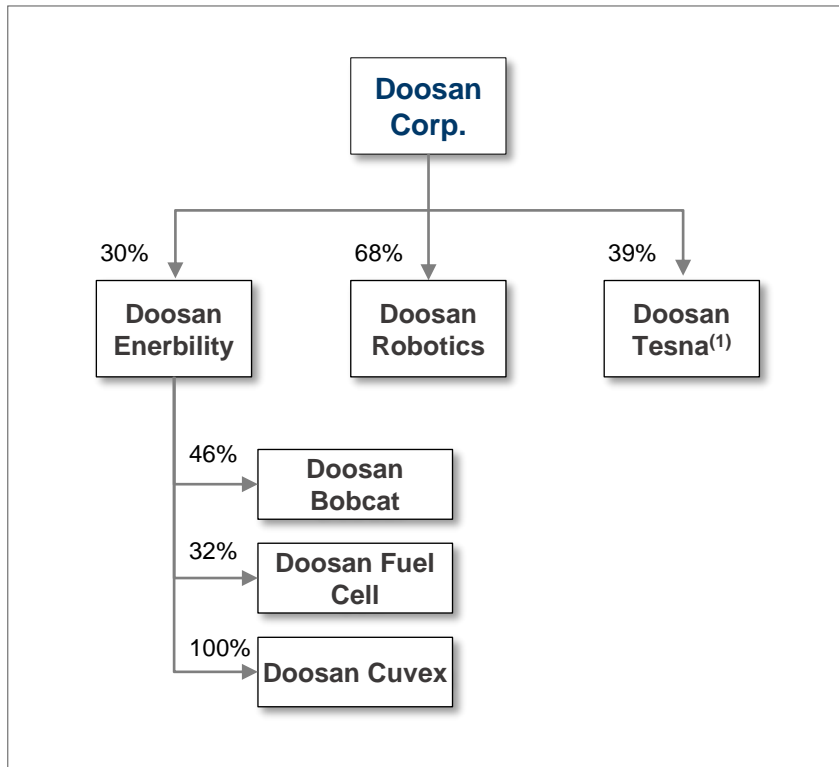 Doosan
Corp.
30%
68%
39%
Doosan
Enerbility
Doosan
Robotics
Doosan
Tesna(1)
46%
Doosan
Bobcat
32%
Doosan Fuel
Cell
100%
Doosan Cuvex